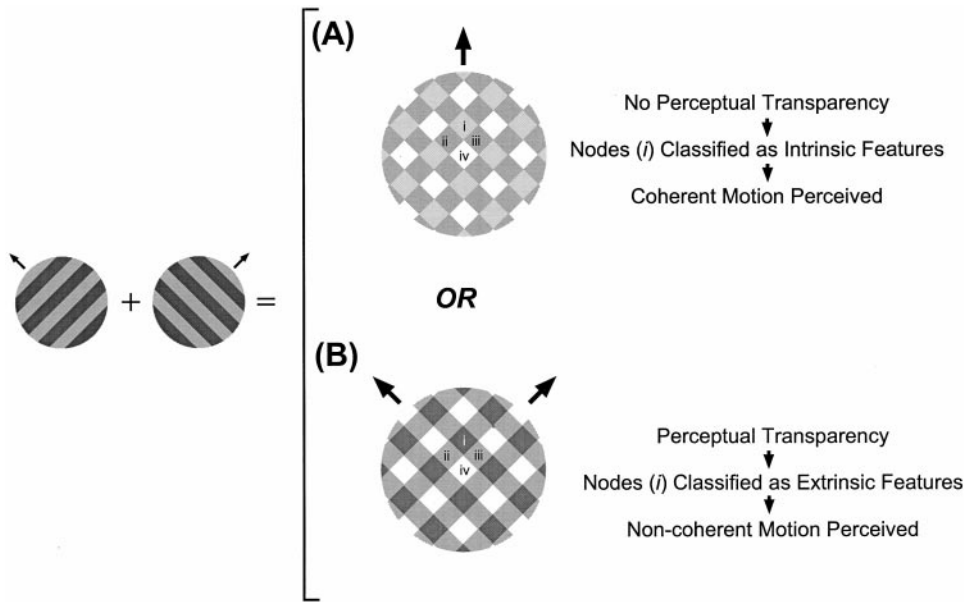 (A)
i
ii iii
iv
No Perceptual Transparency
Nodes (i) Classified as Intrinsic Features
Coherent Motion Perceived
+ =
OR
(B)
i
ii iii
iv
Perceptual Transparency
Nodes (i) Classified as Extrinsic Features
Non-coherent Motion Perceived